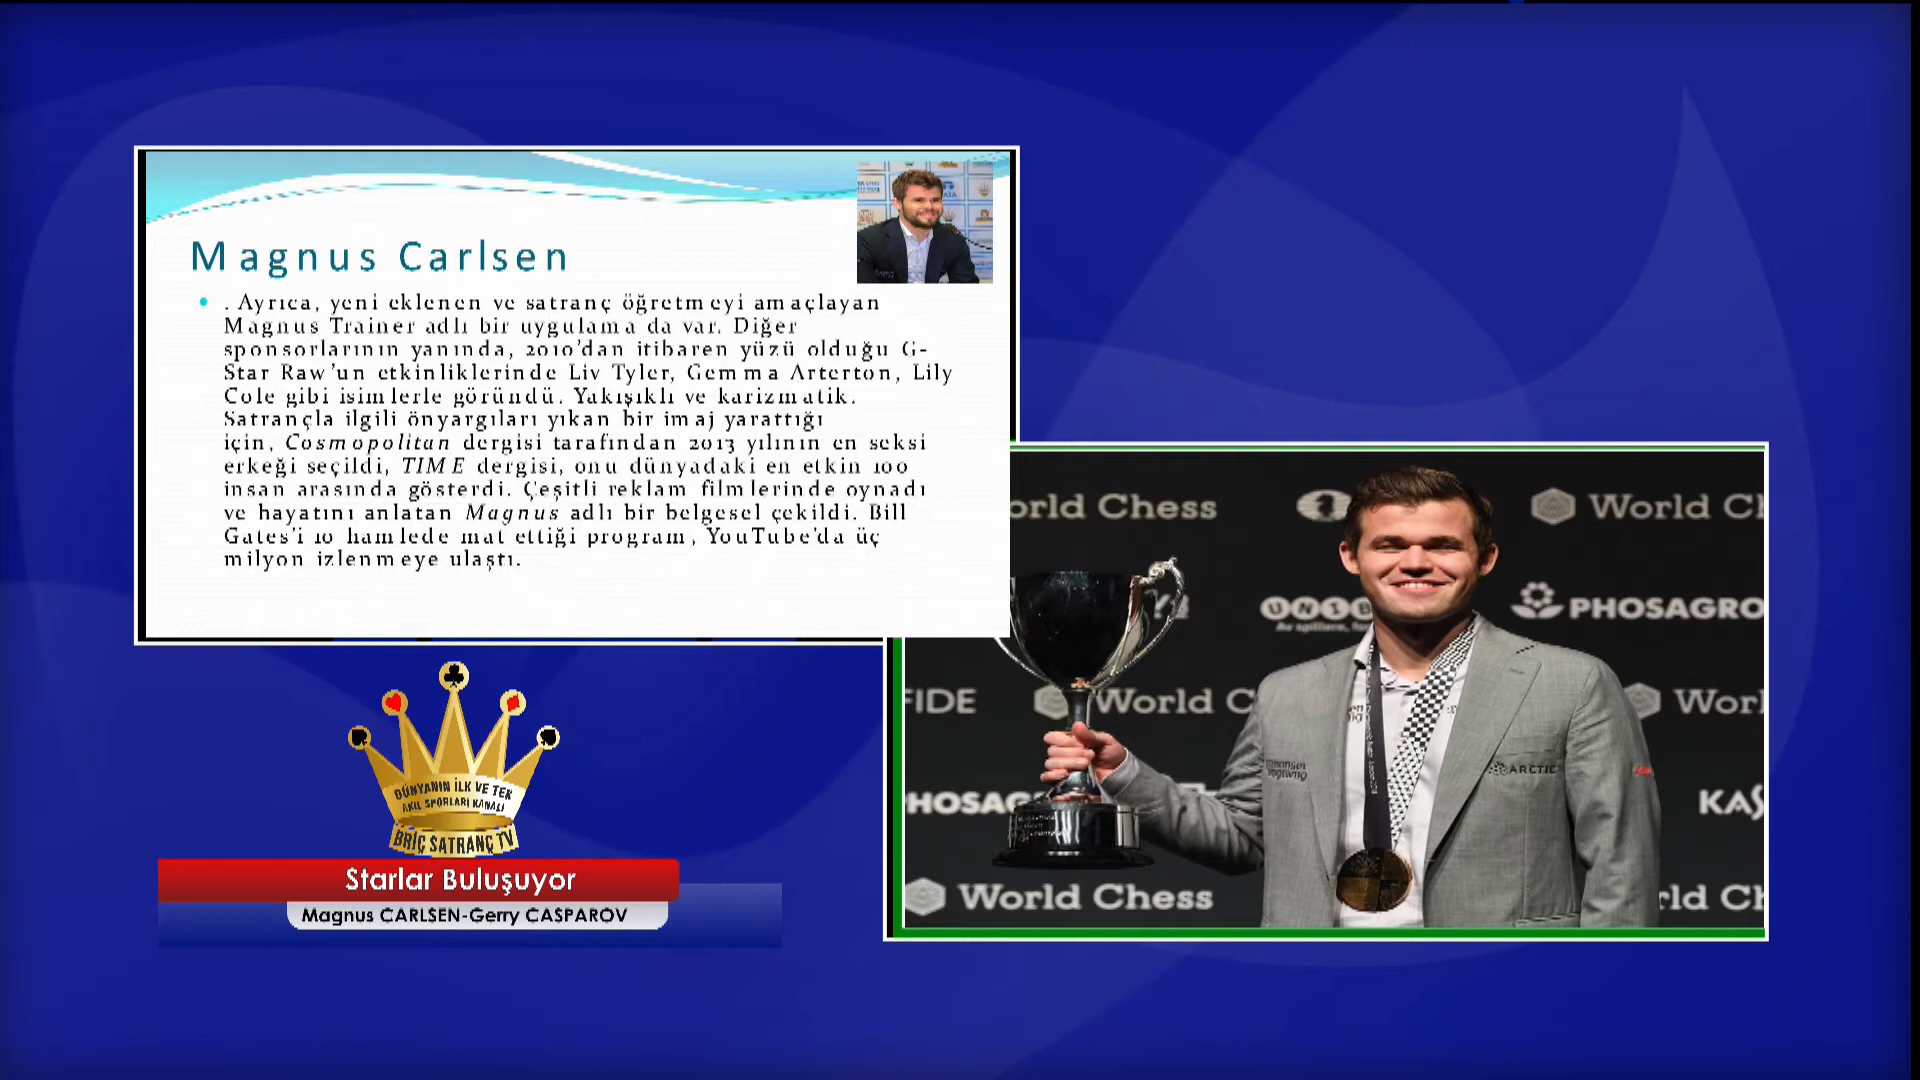 Magnus Carlsen
. Ayrıca, yeni eklenen ve satranç öğretmeyi amaçlayan
Magnus Trainer adlı bir uygulama da var. Diğer
sponsorlarının yanında, 2010'dan itibaren yüzü olduğu G-
Star Raw'un etkinliklerinde Liv Tyler, Gemma Arterton, Lily
Cole gibi isimlerle göründü. Yakışıklı ve karizmatik.
Satrançla ilgili önyargıları yıkan bir imaj yarattığı
için, Cosmopolitan dergisi tarafından 2013 yılının en seksi
erkeği seçildi, TIME dergisi, onu dünyadaki en etkin 100
insan arasında gösterdi. Çeşitli reklam filmlerinde oynadı
ve hayatını anlatan Magnus adlı bir belgesel çekildi. Bill
Gates'i 10 hamlede mat ettiği program, YouTube'da üç
milyon izlenmeye ulaştı.
orld Chess
World Ch
UNIB
PHOSAGRO
FIDE
World C
Worl
ARCTIC
PHOSAG
KAS
World Chess
rld Ch
DÜNYANIN İLK VE TEK
AKIL SPORLARI KANALI
BRİÇ SATRANÇ TV
Starlar Buluşuyor
Magnus CARLSEN-Gerry CASPAROV